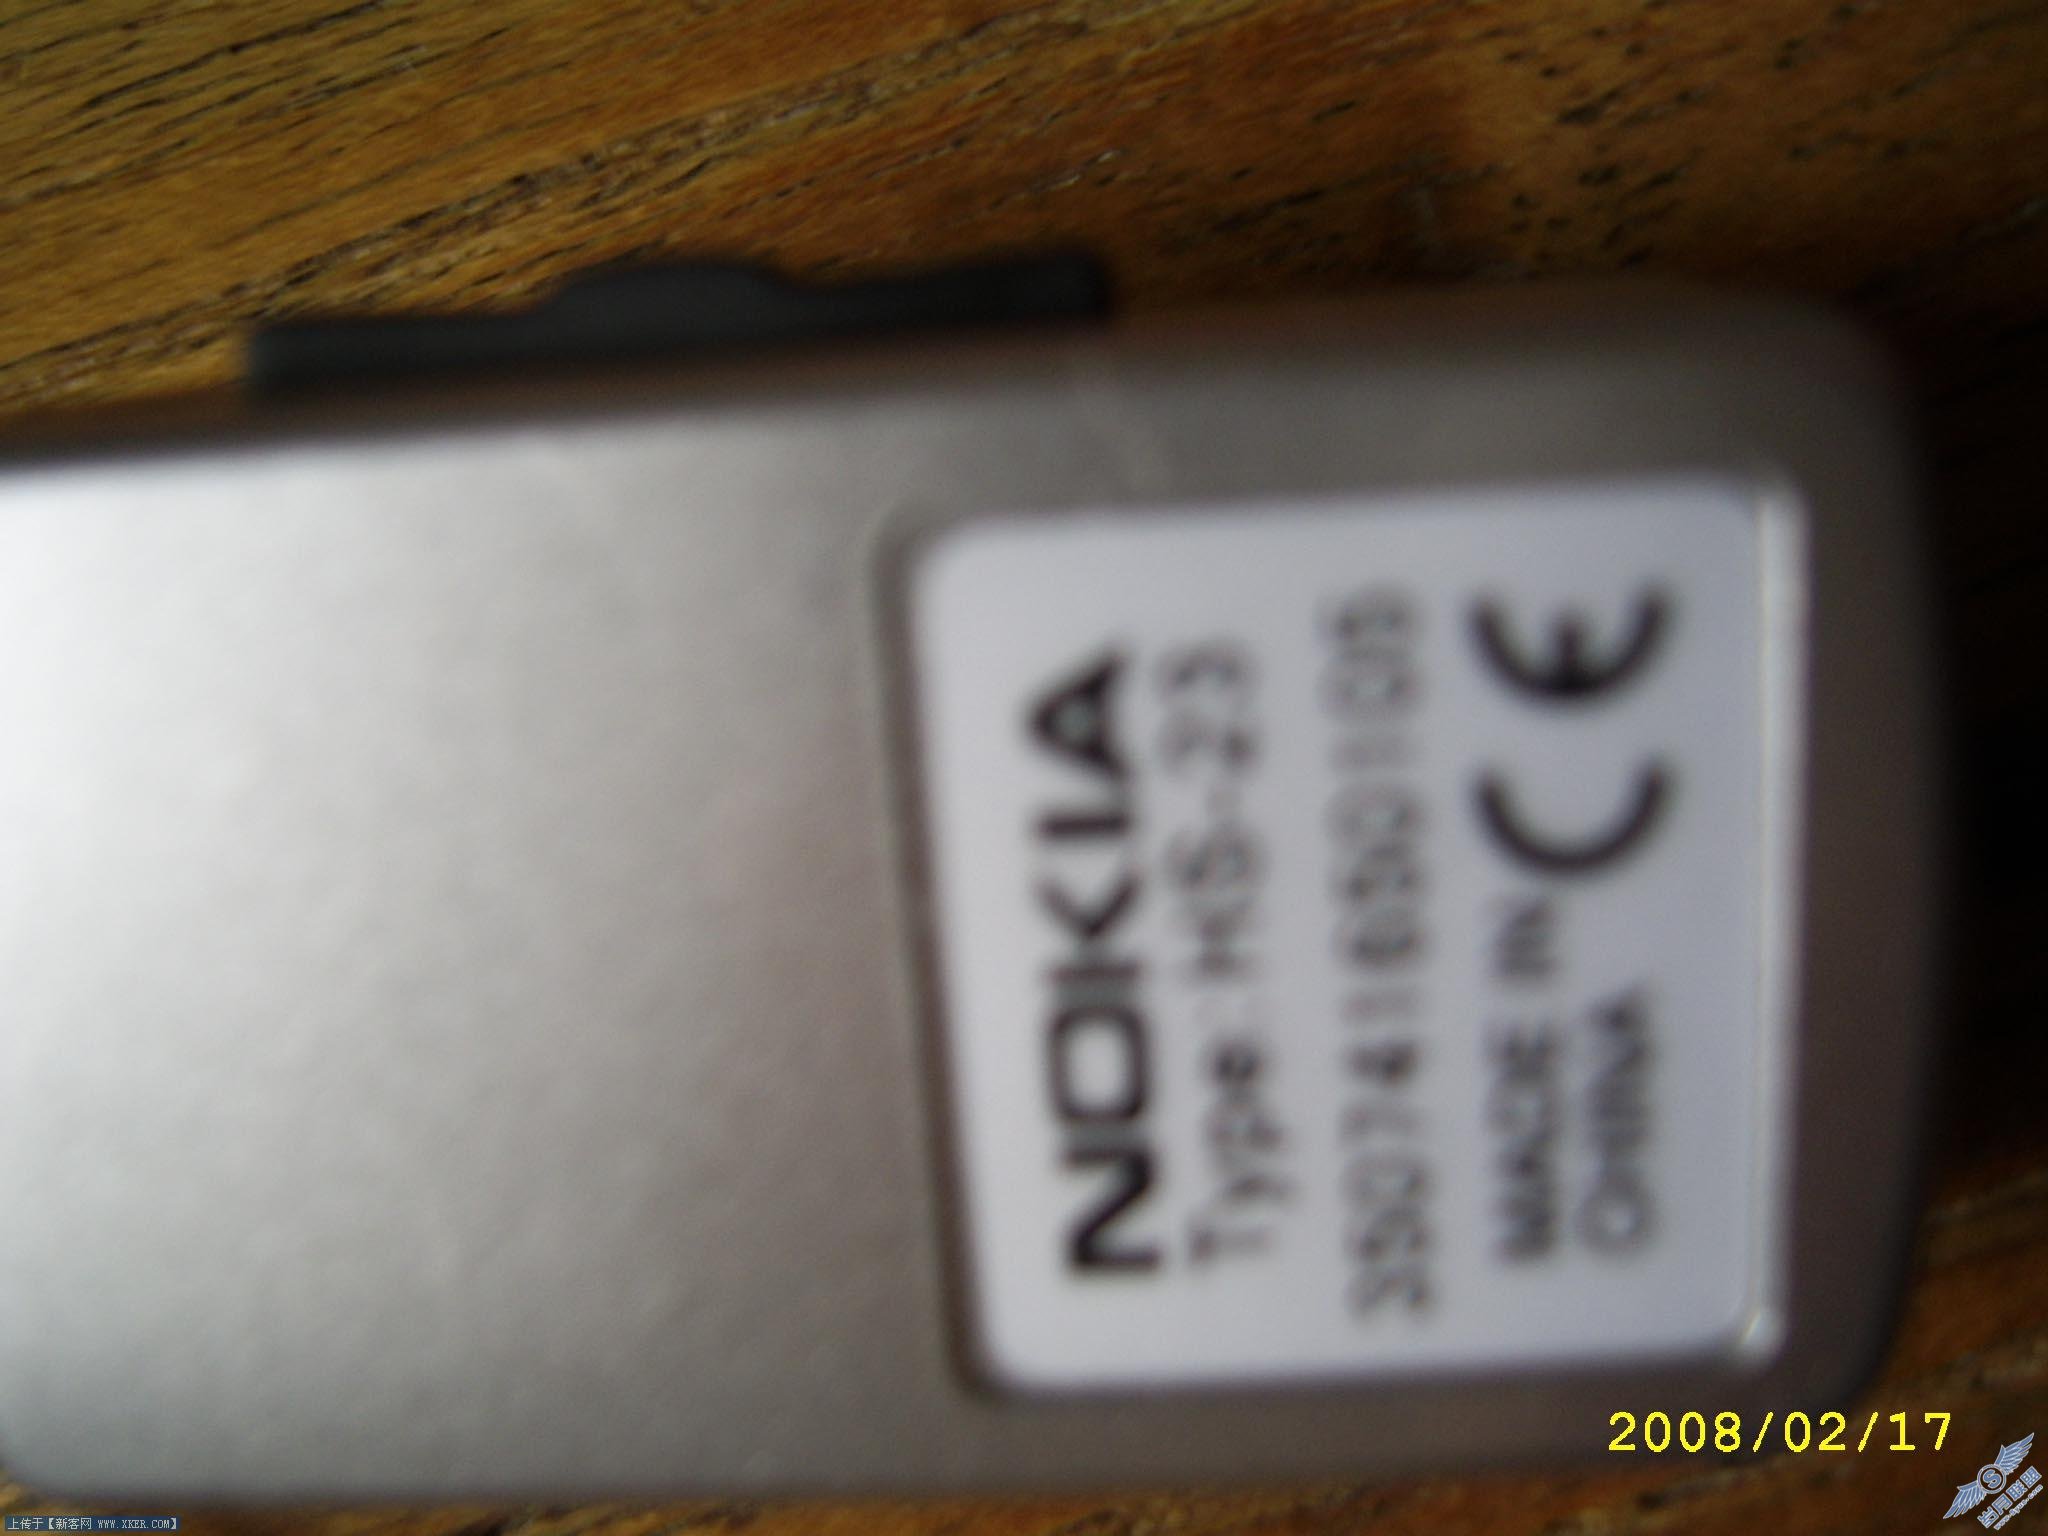 NOKIA
Type: HS-23
MADE IN
CHINA
CE
2008/02/17
上传于【新客网 www.XKER.COM】